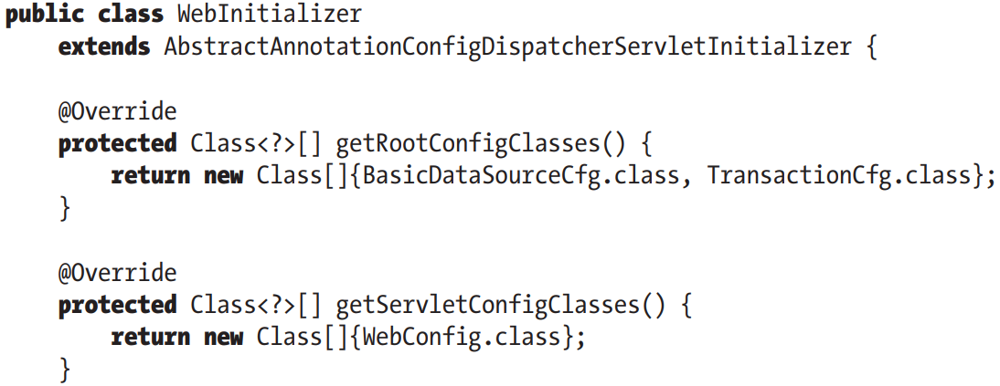 public class WebInitializer
    extends AbstractAnnotationConfigDispatcherServletInitializer {

    @Override
    protected Class<?>[] getRootConfigClasses() {
        return new Class[]{BasicDataSourceCfg.class, TransactionCfg.class};
    }

    @Override
    protected Class<?>[] getServletConfigClasses() {
        return new Class[]{WebConfig.class};
    }